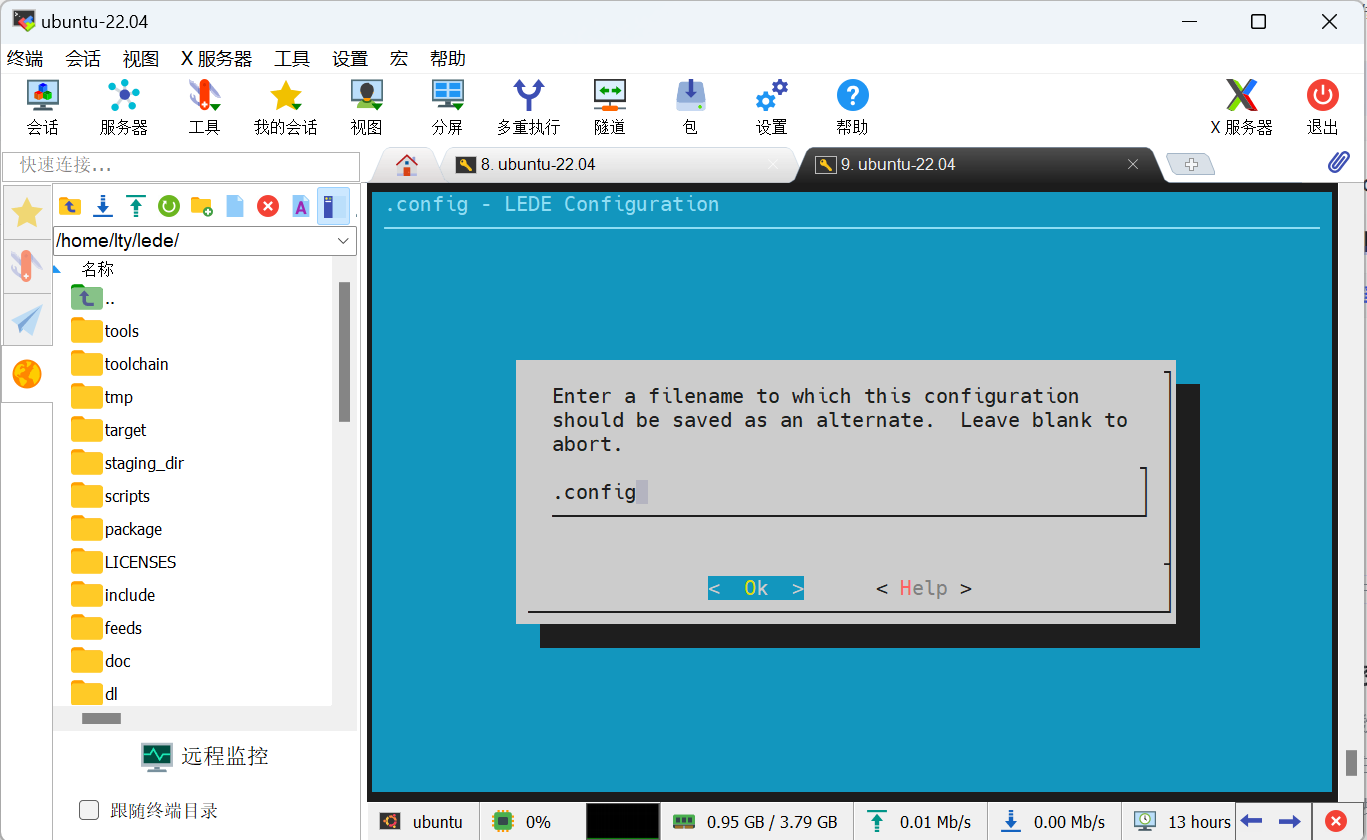 ubuntu-22.04
终端 会话 视图 X 服务器 工具 设置 宏 帮助
会话 服务器 工具 我的会话 视图 分屏 多重执行 隧道 包 设置 帮助 X 服务器 退出
快速连接...
8. ubuntu-22.04
9. ubuntu-22.04
/home/lty/lede/
名称
..
tools
toolchain
tmp
target
staging_dir
scripts
package
LICENSES
include
feeds
doc
dl
远程监控
跟随终端目录
.config - LEDE Configuration
Enter a filename to which this configuration
should be saved as an alternate.  Leave blank to
abort.
.config
<  Ok  > < Help >
ubuntu 0% 0.95 GB / 3.79 GB 0.01 Mb/s 0.00 Mb/s 13 hours